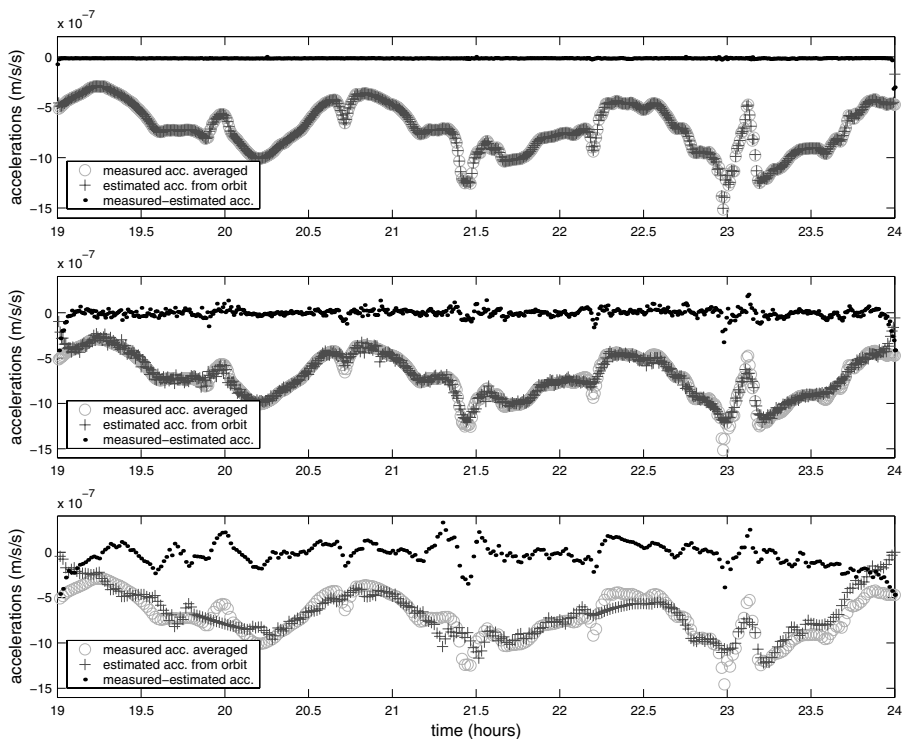 x 10⁻⁷
accelerations (m/s/s)
0
−5
−10
−15
measured acc. averaged
estimated acc. from orbit
measured−estimated acc.
19 19.5 20 20.5 21 21.5 22 22.5 23 23.5 24
x 10⁻⁷
accelerations (m/s/s)
0
−5
−10
−15
measured acc. averaged
estimated acc. from orbit
measured−estimated acc.
19 19.5 20 20.5 21 21.5 22 22.5 23 23.5 24
x 10⁻⁷
accelerations (m/s/s)
0
−5
−10
−15
measured acc. averaged
estimated acc. from orbit
measured−estimated acc.
19 19.5 20 20.5 21 21.5 22 22.5 23 23.5 24
time (hours)